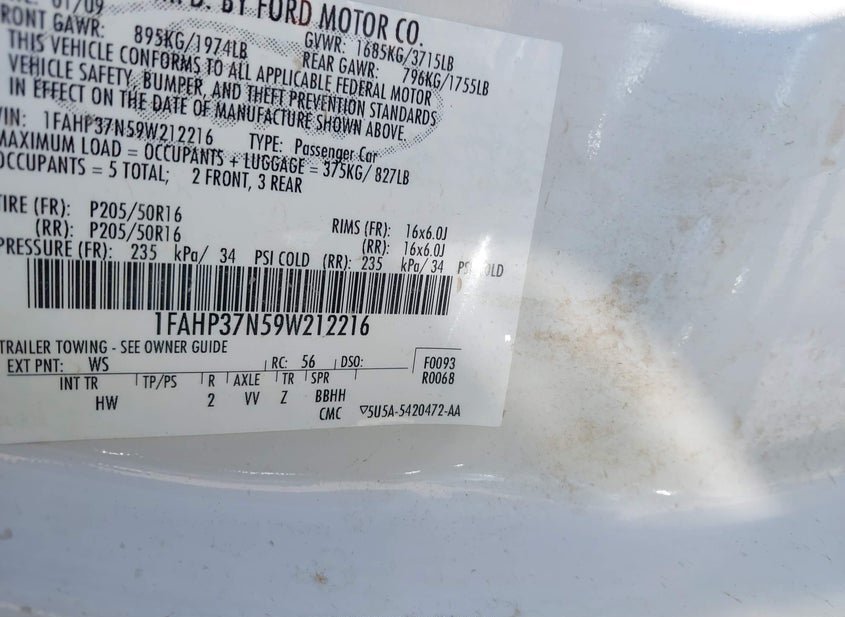 01/09
BY FORD MOTOR CO.
FRONT GAWR: GVWR: 1685KG/3715LB
895KG/1974LB REAR GAWR: 796KG/1755LB
THIS VEHICLE CONFORMS TO ALL APPLICABLE FEDERAL MOTOR
VEHICLE SAFETY, BUMPER, AND THEFT PREVENTION STANDARDS
IN EFFECT ON THE DATE OF MANUFACTURE SHOWN ABOVE.
VIN: 1FAHP37N59W212216 TYPE: Passenger Car
MAXIMUM LOAD = OCCUPANTS + LUGGAGE = 375KG/ 827LB
OCCUPANTS = 5 TOTAL; 2 FRONT, 3 REAR
TIRE (FR): P205/50R16 RIMS (FR): 16x6.0J
(RR): P205/50R16 (RR): 16x6.0J
PRESSURE (FR): 235 kPa/ 34 PSI COLD (RR): 235 kPa/ 34 PSI COLD
1FAHP37N59W212216
TRAILER TOWING - SEE OWNER GUIDE
EXT PNT: WS RC: 56 DSO: F0093
R0068
INT TR TP/PS R AXLE TR SPR
HW 2 VV Z BBHH
CMC ▽5U5A-5420472-AA